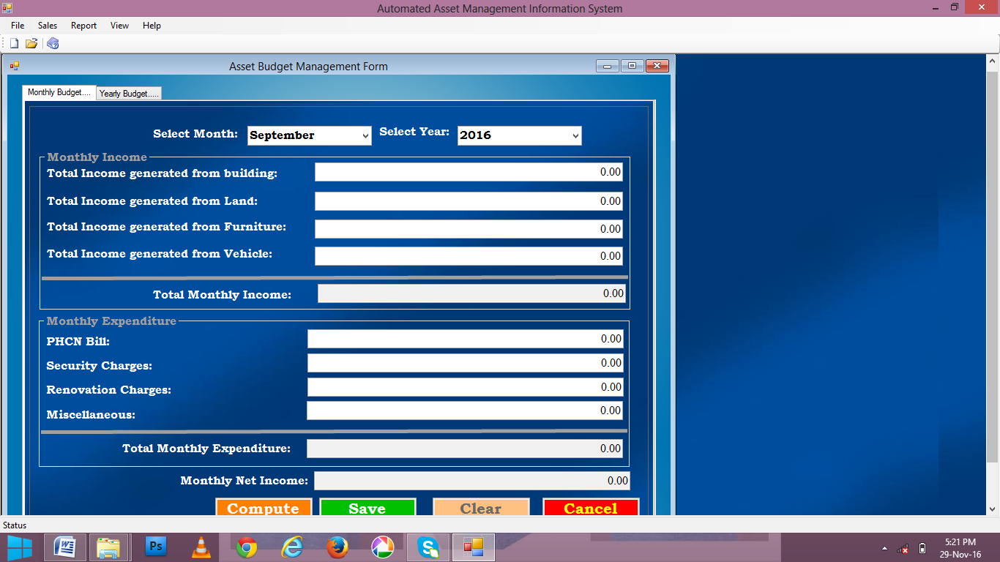 Automated Asset Management Information System
File Sales Report View Help
Asset Budget Management Form
Monthly Budget.... Yearly Budget.....
Select Month: September Select Year: 2016
Monthly Income
Total Income generated from building: 0.00
Total Income generated from Land: 0.00
Total Income generated from Furniture: 0.00
Total Income generated from Vehicle: 0.00
Total Monthly Income: 0.00
Monthly Expenditure
PHCN Bill: 0.00
Security Charges: 0.00
Renovation Charges: 0.00
Miscellaneous: 0.00
Total Monthly Expenditure: 0.00
Monthly Net Income: 0.00
Compute Save Clear Cancel
Status
Ps
5:21 PM
29-Nov-16